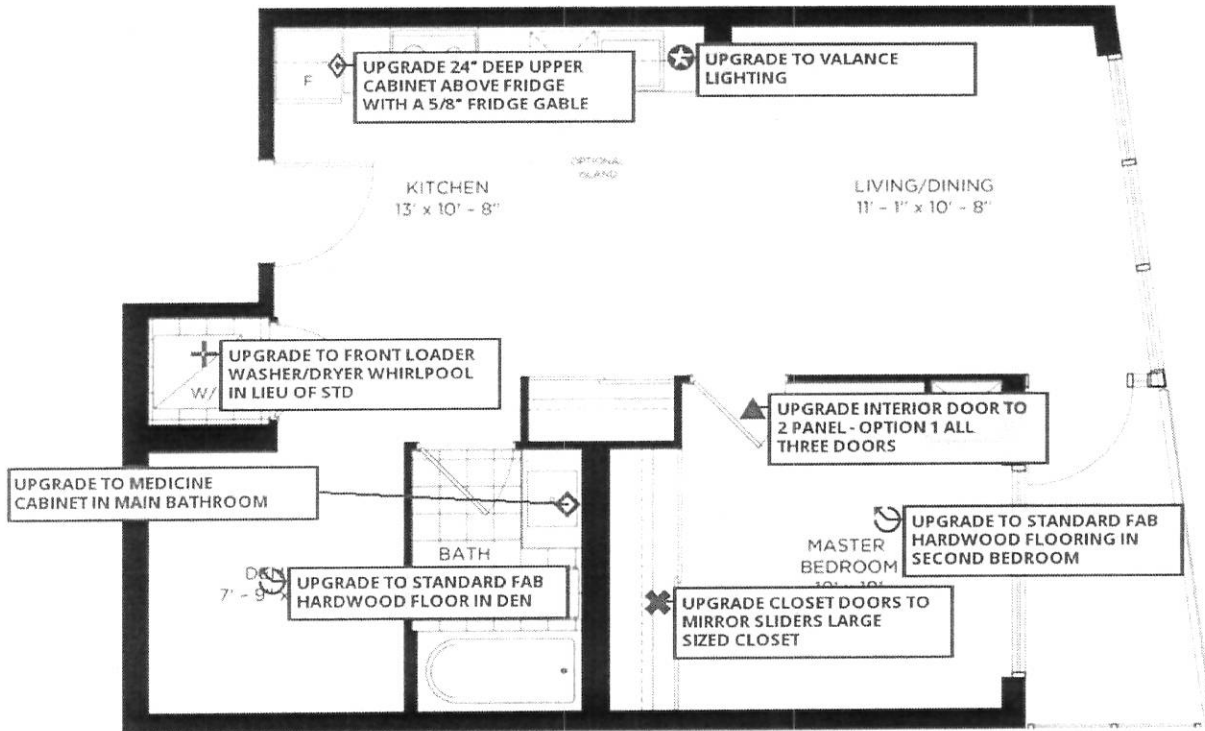 F
UPGRADE 24" DEEP UPPER
CABINET ABOVE FRIDGE
WITH A 5/8" FRIDGE GABLE
UPGRADE TO VALANCE
LIGHTING
OPTIONAL
ISLAND
KITCHEN
13' x 10' - 8"
LIVING/DINING
11' - 1" x 10' - 8"
UPGRADE TO FRONT LOADER
WASHER/DRYER WHIRLPOOL
IN LIEU OF STD
W/
UPGRADE INTERIOR DOOR TO
2 PANEL - OPTION 1 ALL
THREE DOORS
UPGRADE TO MEDICINE
CABINET IN MAIN BATHROOM
UPGRADE TO STANDARD FAB
HARDWOOD FLOORING IN
SECOND BEDROOM
BATH
MASTER
BEDROOM
7' - 9"
UPGRADE TO STANDARD FAB
HARDWOOD FLOOR IN DEN
UPGRADE CLOSET DOORS TO
MIRROR SLIDERS LARGE
SIZED CLOSET